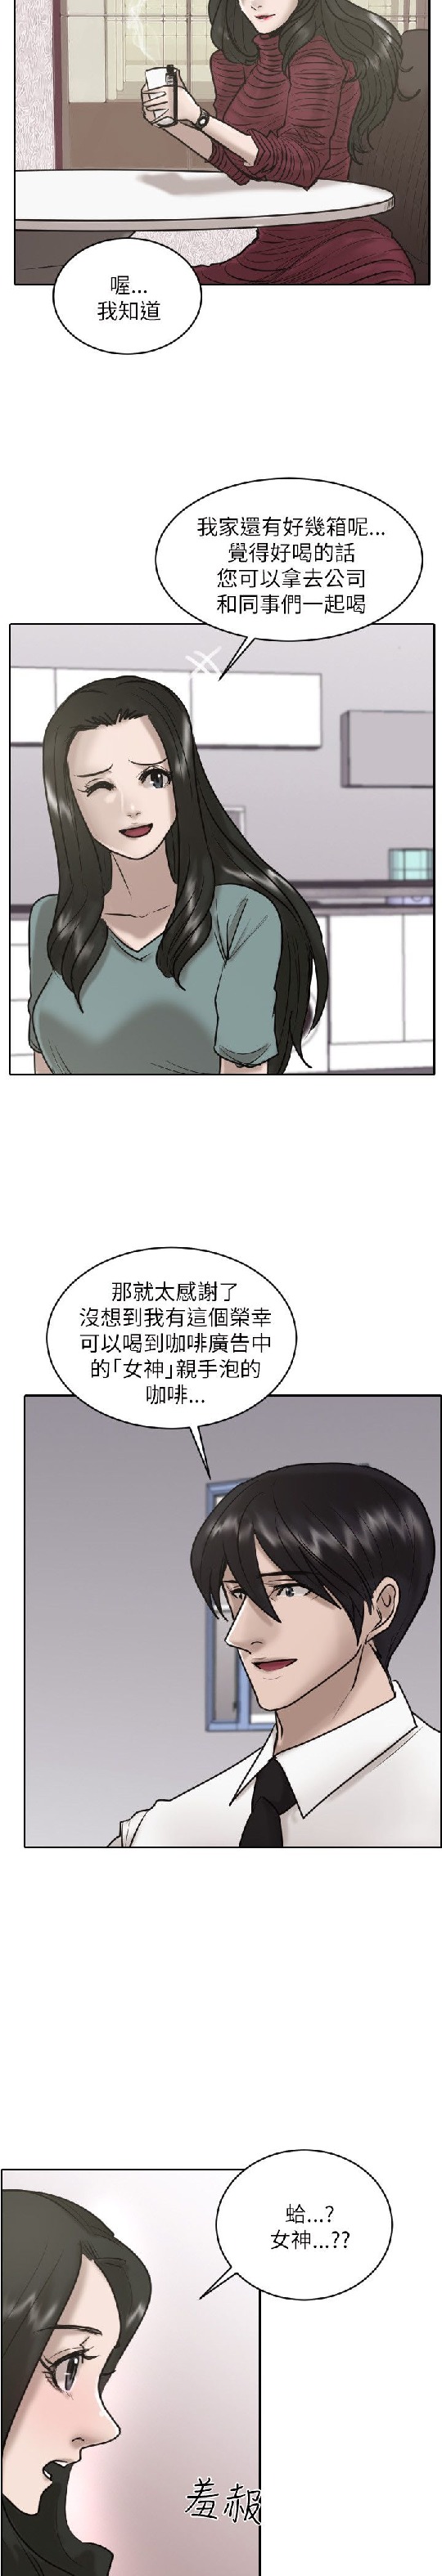 喔...
我知道
我家還有好幾箱呢...
覺得好喝的話
您可以拿去公司
和同事們一起喝
那就太感謝了
沒想到我有這個榮幸
可以喝到咖啡廣告中
的「女神」親手泡的
咖啡...
蛤...?
女神...??
羞赧